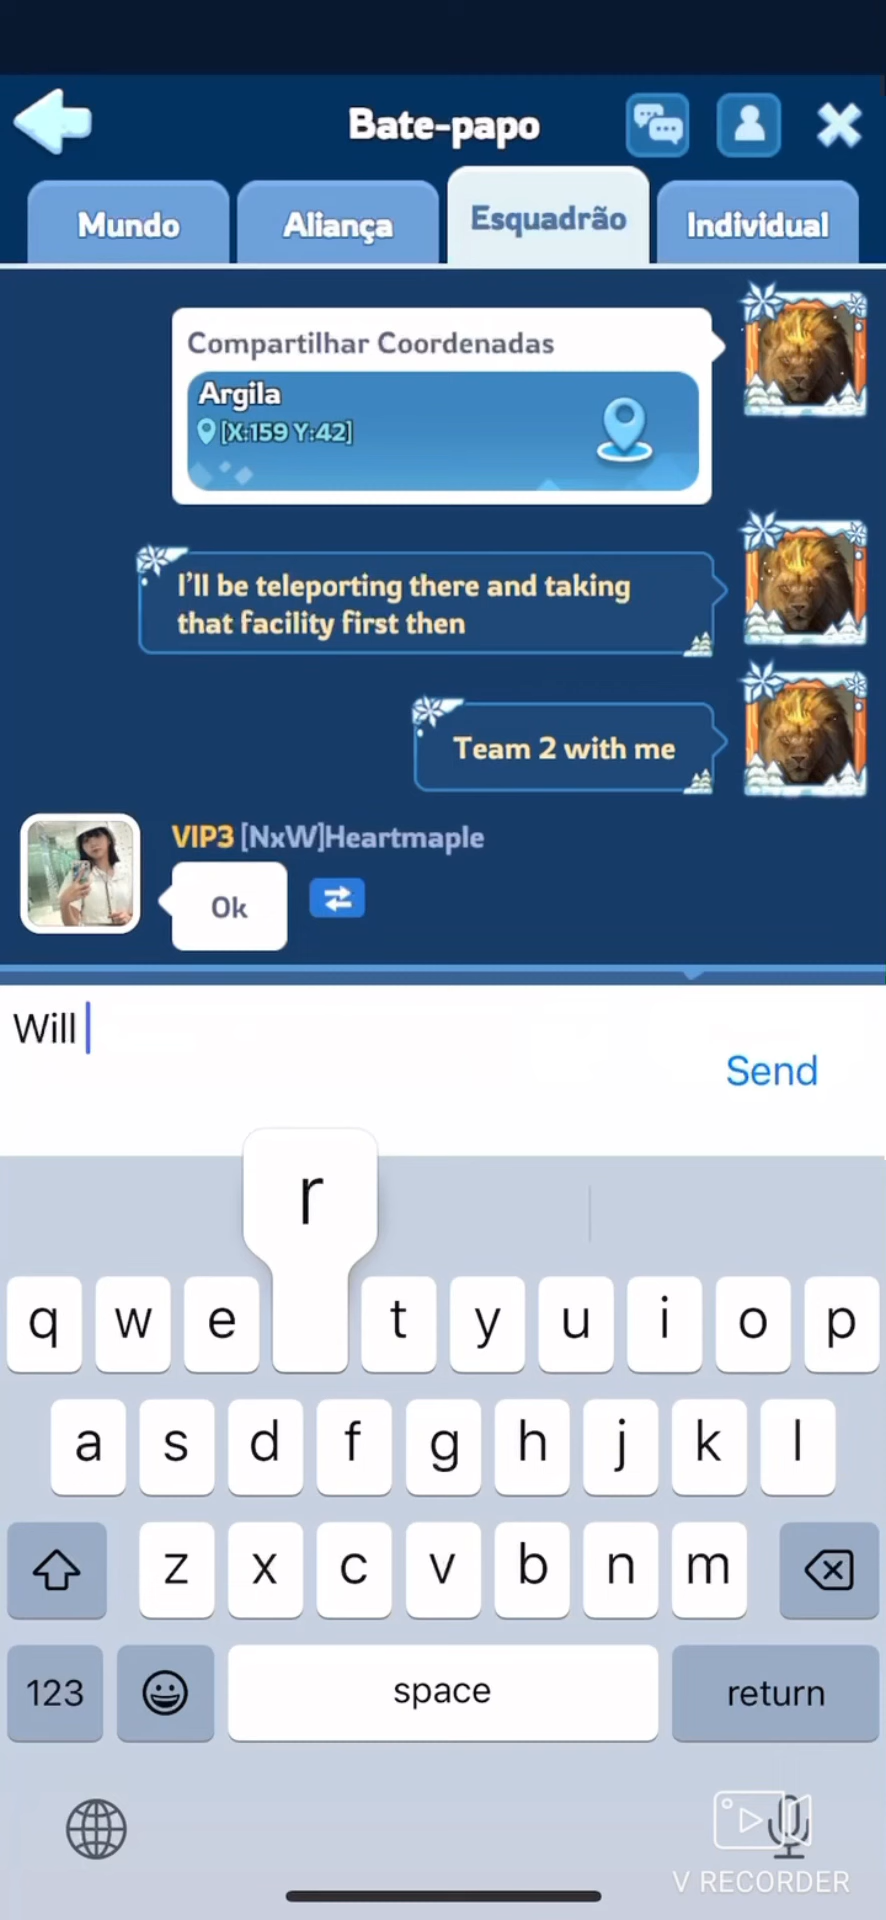 Bate-papo
Mundo
Aliança
Esquadrão
Individual
Compartilhar Coordenadas
Argila
[X:159 Y:42]
I'll be teleporting there and taking
that facility first then
Team 2 with me
VIP3 [NxW]Heartmaple
Ok
Will
Send
r
q w e t y u i o p
a s d f g h j k l
z x c v b n m
123 space return
V RECORDER